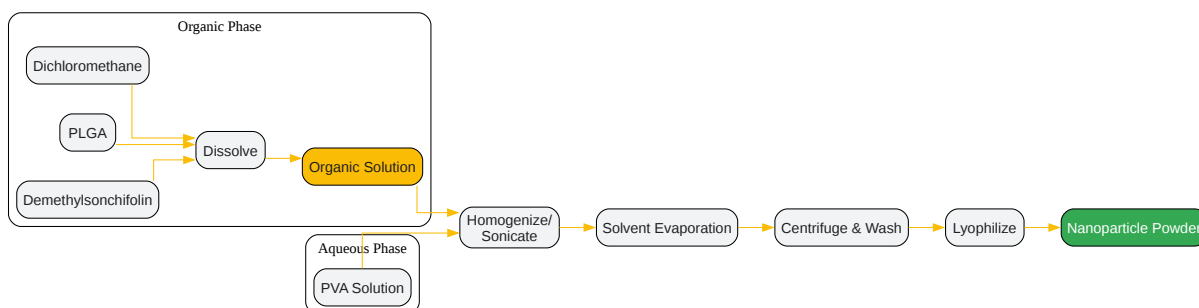 Organic Phase
Dichloromethane
PLGA
Dissolve
Organic Solution
Demethylsonchifolin
Homogenize/
Sonicate
Solvent Evaporation
Centrifuge & Wash
Lyophilize
Nanoparticle Powder
Aqueous Phase
PVA Solution